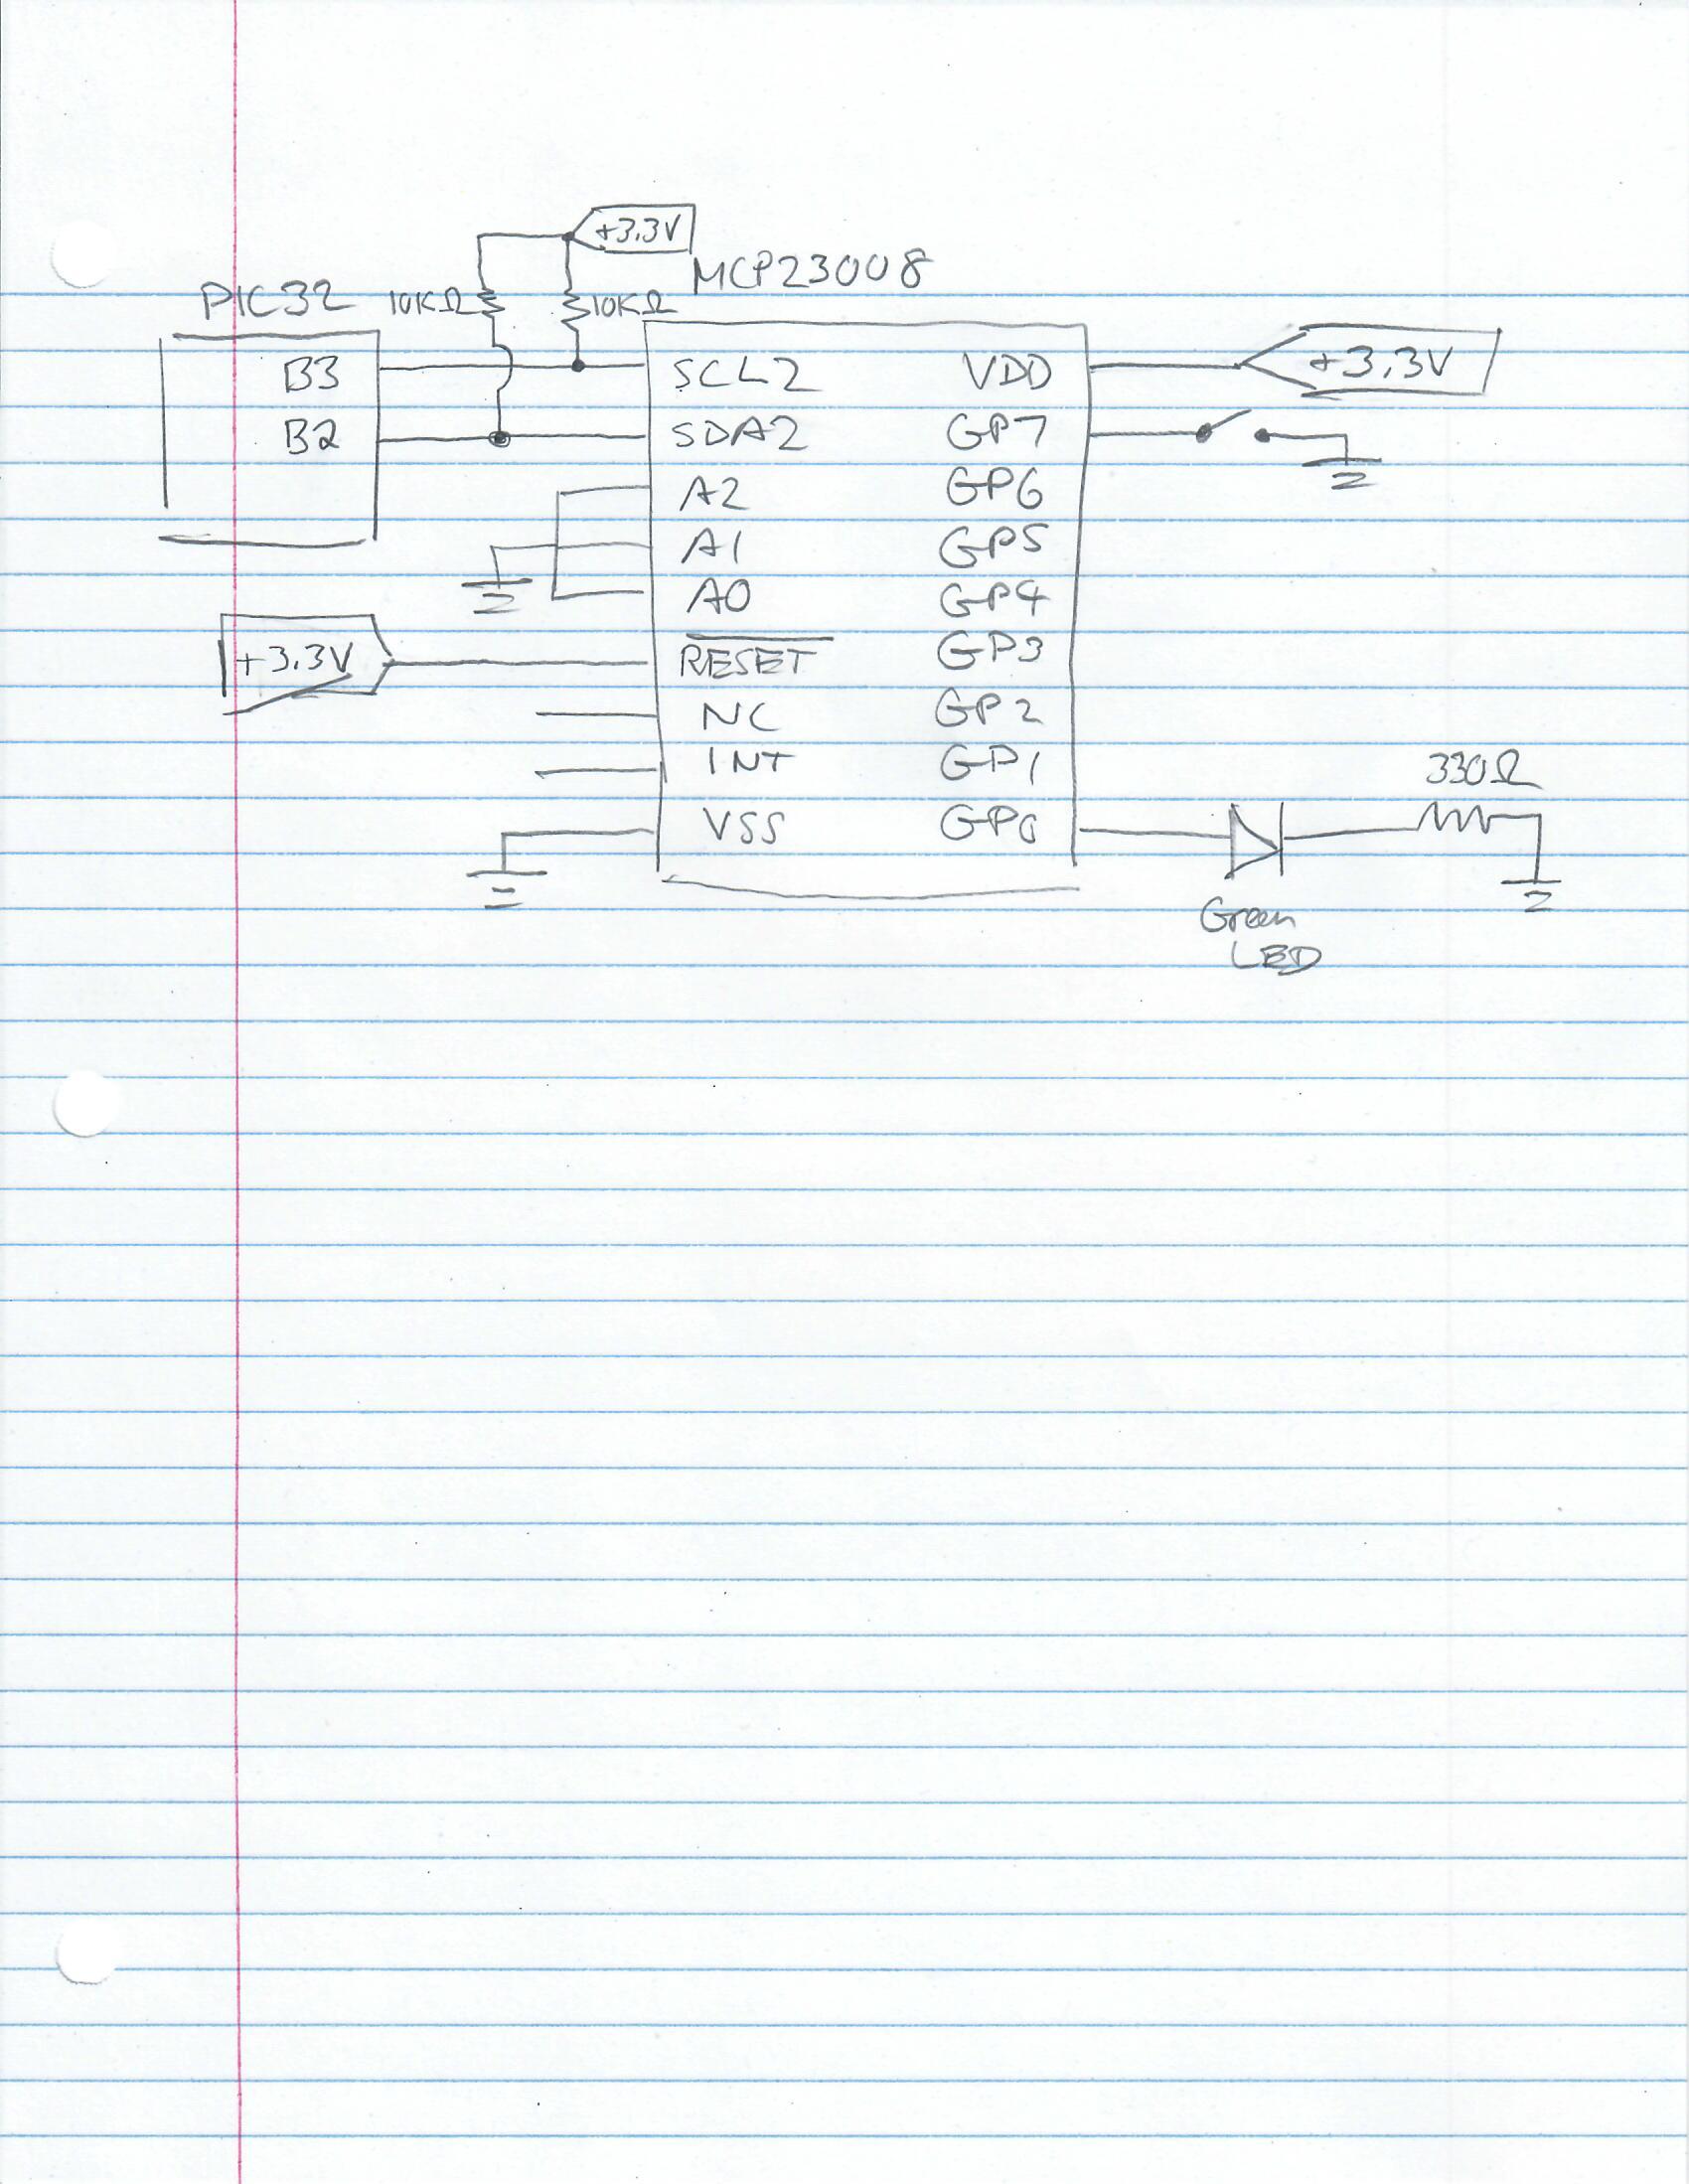 +3.3V
MCP23008
PIC32 10KΩ 10KΩ
B3 SCL2 VDD +3.3V
B2 SDA2 GP7
A2 GP6
A1 GP5
A0 GP4
+3.3V RESET GP3
NC GP2
INT GP1
330Ω
VSS GP0
Green
LED